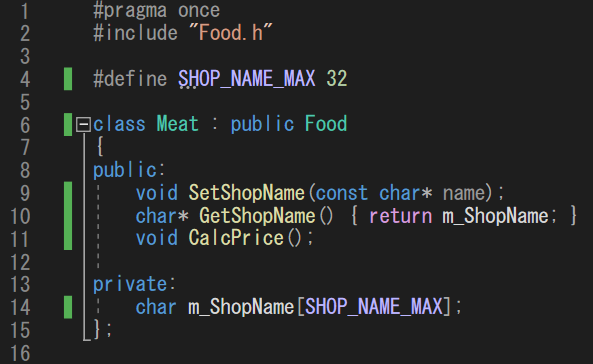 1 #pragma once
2 #include "Food.h"
3
4 #define SHOP_NAME_MAX 32
5
6 class Meat : public Food
7 {
8 public:
9 void SetShopName(const char* name);
10 char* GetShopName() { return m_ShopName; }
11 void CalcPrice();
12
13 private:
14 char m_ShopName[SHOP_NAME_MAX];
15 };
16